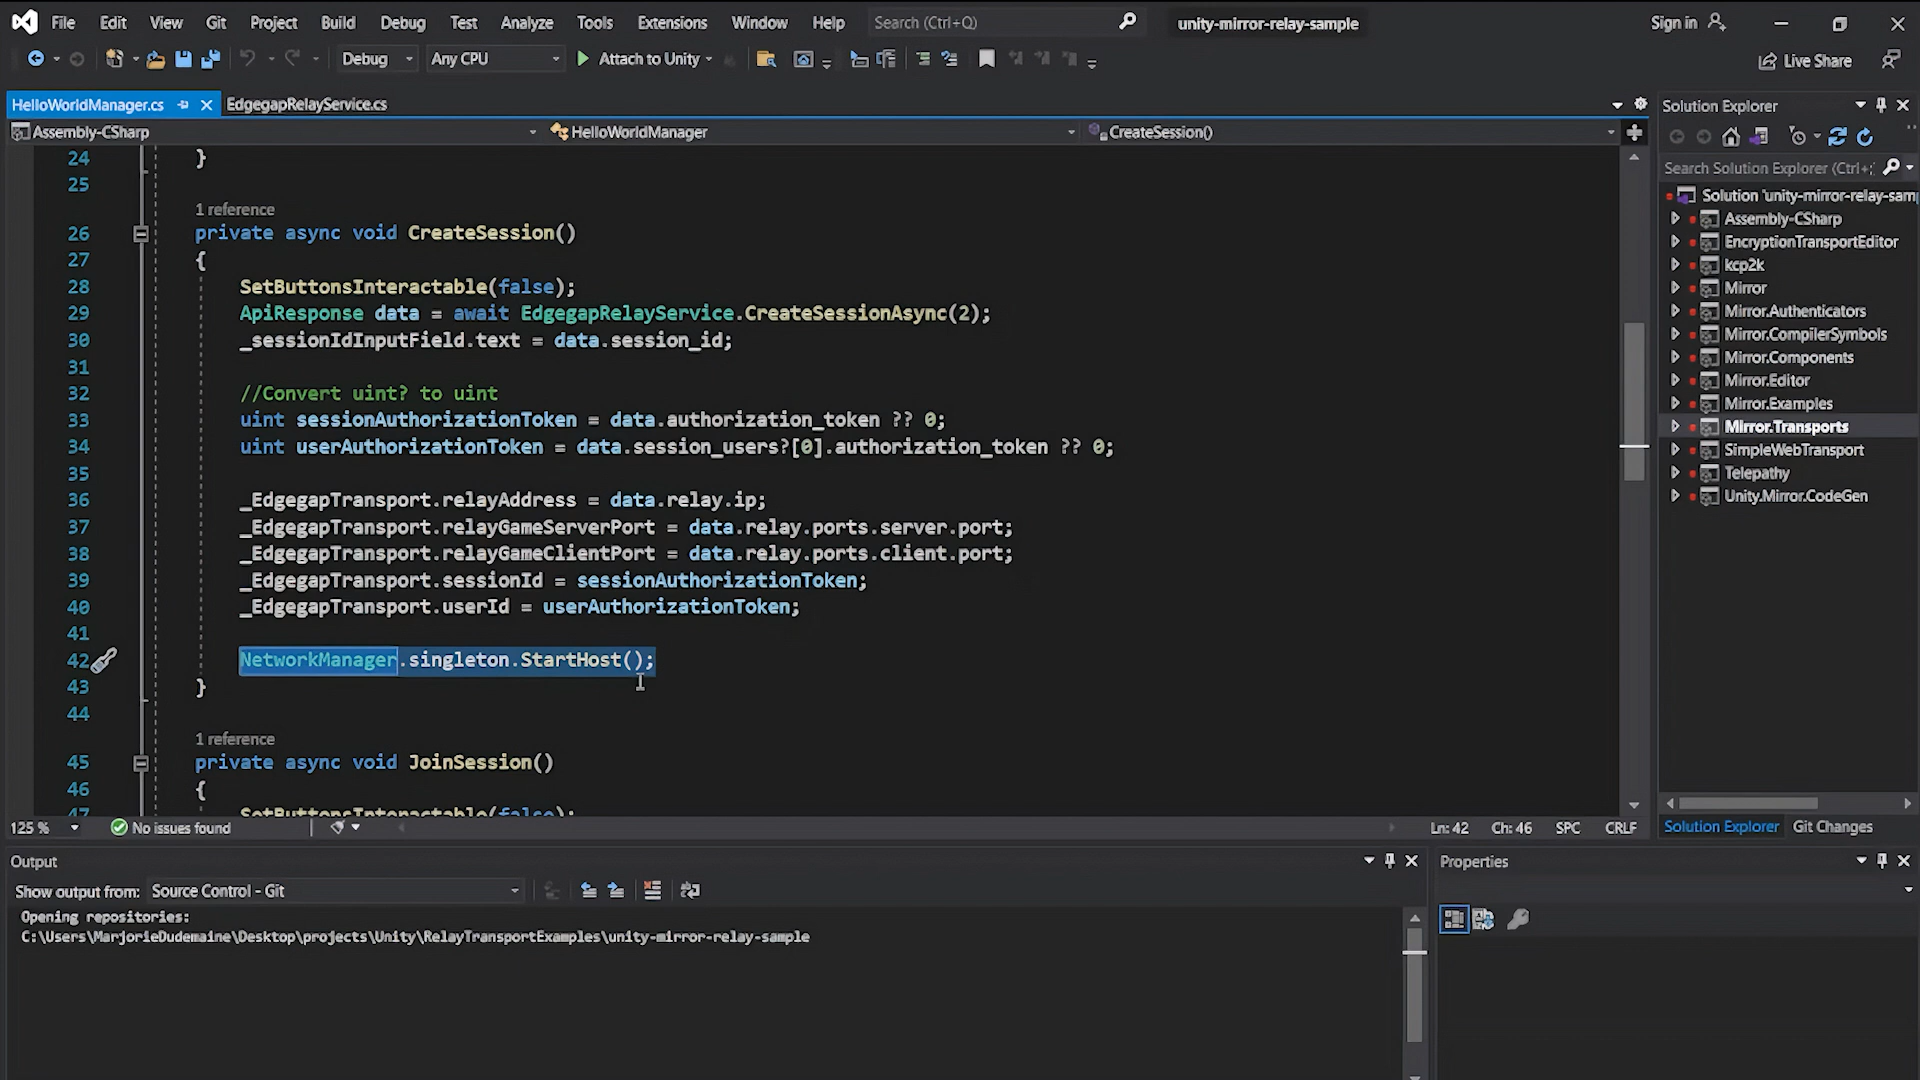 File Edit View Git Project Build Debug Test Analyze Tools Extensions Window Help Search (Ctrl+Q) unity-mirror-relay-sample Sign in
Debug Any CPU Attach to Unity Live Share
HelloWorldManager.cs EdgegapRelayService.cs
Assembly-CSharp HelloWorldManager CreateSession()
24 }
25
1 reference
26 private async void CreateSession()
27 {
28 SetButtonsInteractable(false);
29 ApiResponse data = await EdgegapRelayService.CreateSessionAsync(2);
30 _sessionIdInputField.text = data.session_id;
31
32 //Convert uint? to uint
33 uint sessionAuthorizationToken = data.authorization_token ?? 0;
34 uint userAuthorizationToken = data.session_users?[0].authorization_token ?? 0;
35
36 _EdgegapTransport.relayAddress = data.relay.ip;
37 _EdgegapTransport.relayGameServerPort = data.relay.ports.server.port;
38 _EdgegapTransport.relayGameClientPort = data.relay.ports.client.port;
39 _EdgegapTransport.sessionId = sessionAuthorizationToken;
40 _EdgegapTransport.userId = userAuthorizationToken;
41
42 NetworkManager.singleton.StartHost();
43 }
44
1 reference
45 private async void JoinSession()
46 {
47 SetButtonsInteractable(false);
125 % No issues found Ln: 42 Ch: 46 SPC CRLF
Solution Explorer
Search Solution Explorer (Ctrl+;
Solution 'unity-mirror-relay-sam
Assembly-CSharp
EncryptionTransportEditor
kcp2k
Mirror
Mirror.Authenticators
Mirror.CompilerSymbols
Mirror.Components
Mirror.Editor
Mirror.Examples
Mirror.Transports
SimpleWebTransport
Telepathy
Unity.Mirror.CodeGen
Solution Explorer Git Changes
Output
Show output from: Source Control - Git
Opening repositories:
C:\Users\MarjorieDudemaine\Desktop\projects\Unity\RelayTransportExamples\unity-mirror-relay-sample
Properties